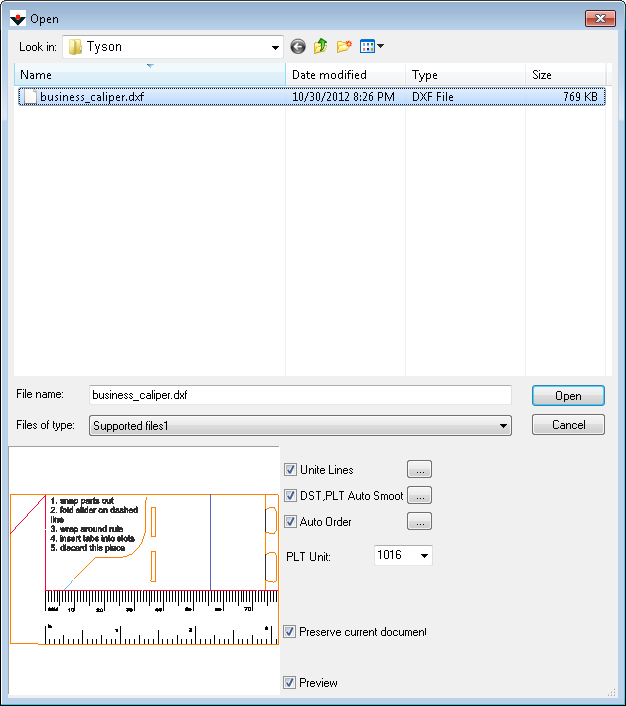 Open
Look in: Tyson
Name Date modified Type Size
business_caliper.dxf 10/30/2012 8:26 PM DXF File 769 KB
File name: business_caliper.dxf Open
Files of type: Supported files1 Cancel
1. snap parts out
2. fold slider on dashed
line
3. wrap around rule
4. insert tabs into slots
5. discard this piece
10 20 30 40 50 60 70
1 2 3
Unite Lines ...
DST,PLT Auto Smoot ...
Auto Order ...
PLT Unit: 1016
Preserve current document
Preview